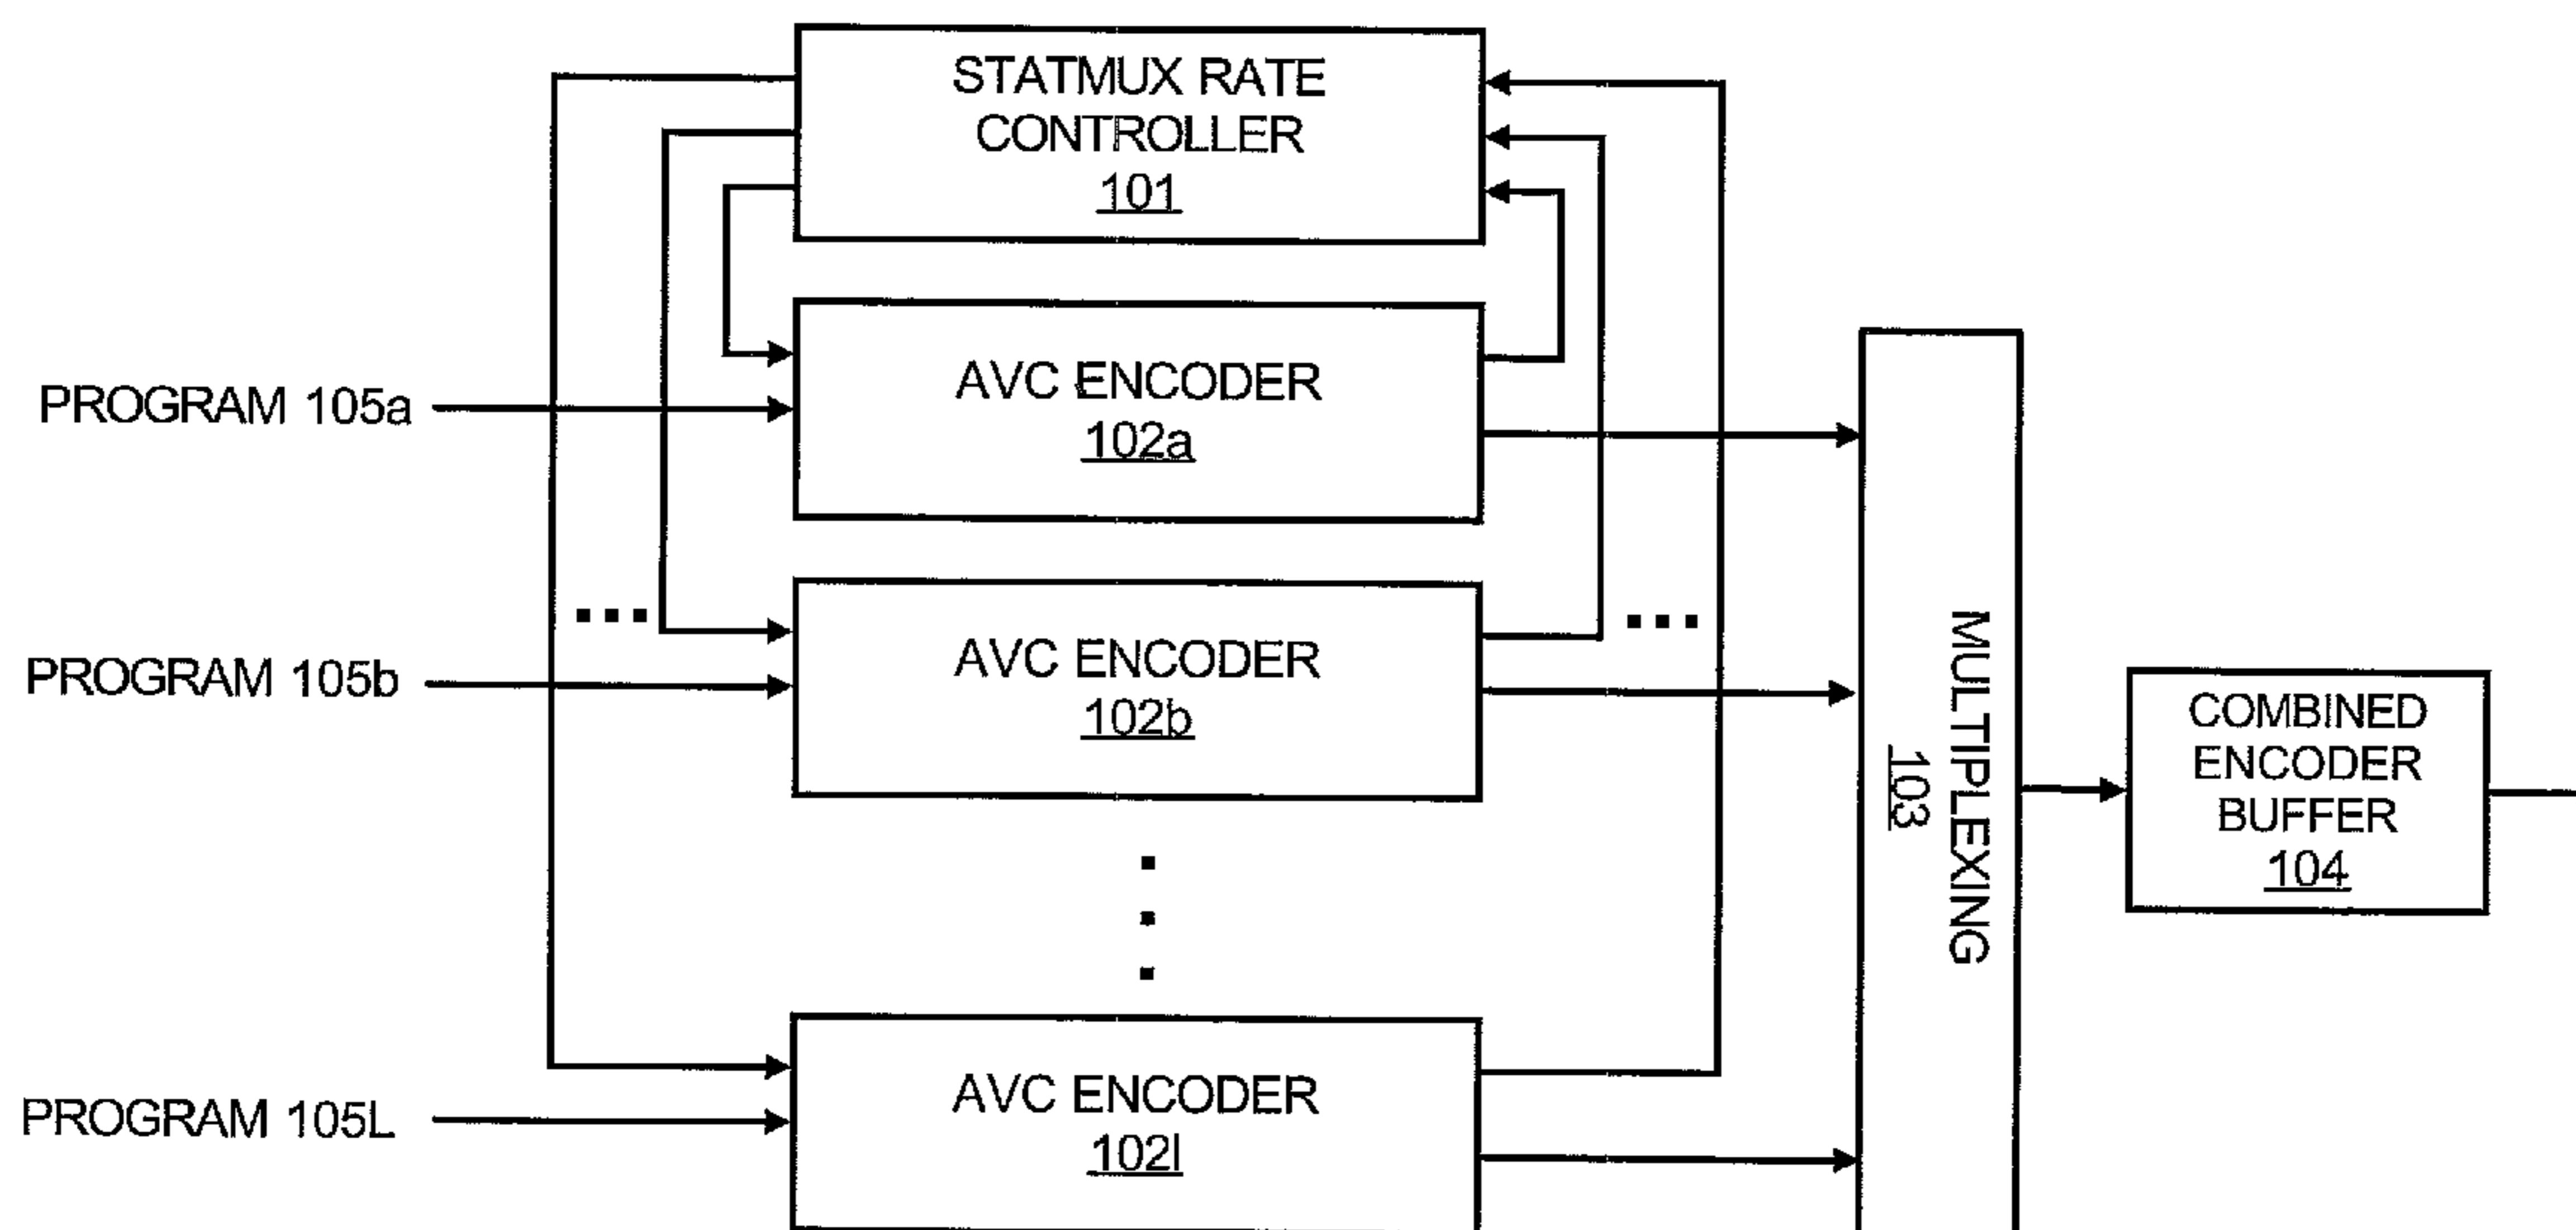 STATMUX RATE
CONTROLLER
101
PROGRAM 105a
AVC ENCODER
102a
PROGRAM 105b
AVC ENCODER
102b
MULTIPLEXING
103
COMBINED
ENCODER
BUFFER
104
PROGRAM 105L
AVC ENCODER
102l